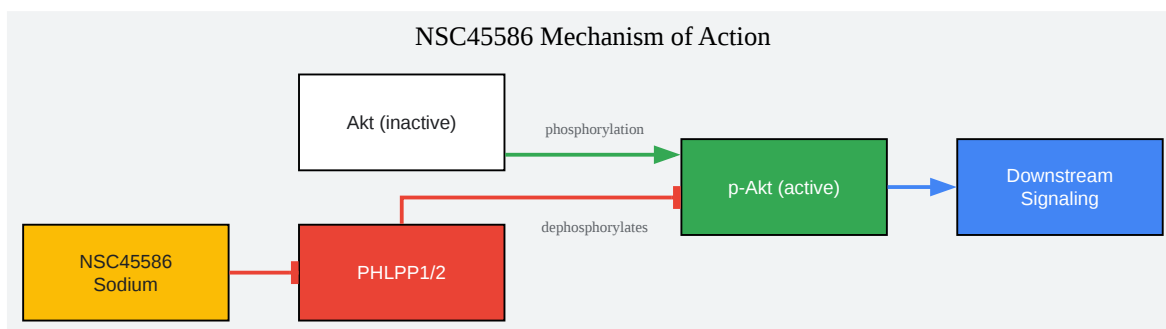 NSC45586 Mechanism of Action
Akt (inactive)
phosphorylation
p-Akt (active)
Downstream
Signaling
dephosphorylates
NSC45586
Sodium
PHLPP1/2